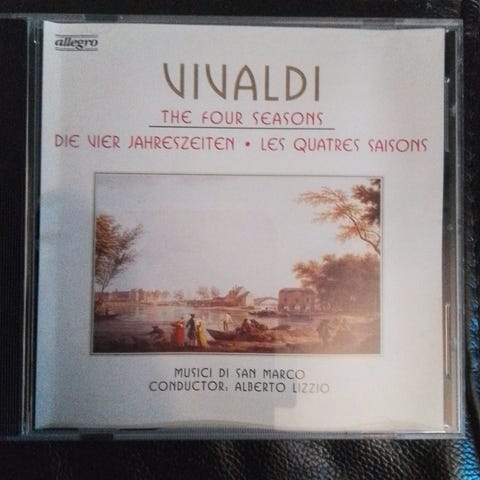 allegro
VIVALDI
THE FOUR SEASONS
DIE VIER JAHRESZEITEN • LES QUATRES SAISONS
MUSICI DI SAN MARCO
CONDUCTOR: ALBERTO LIZZIO